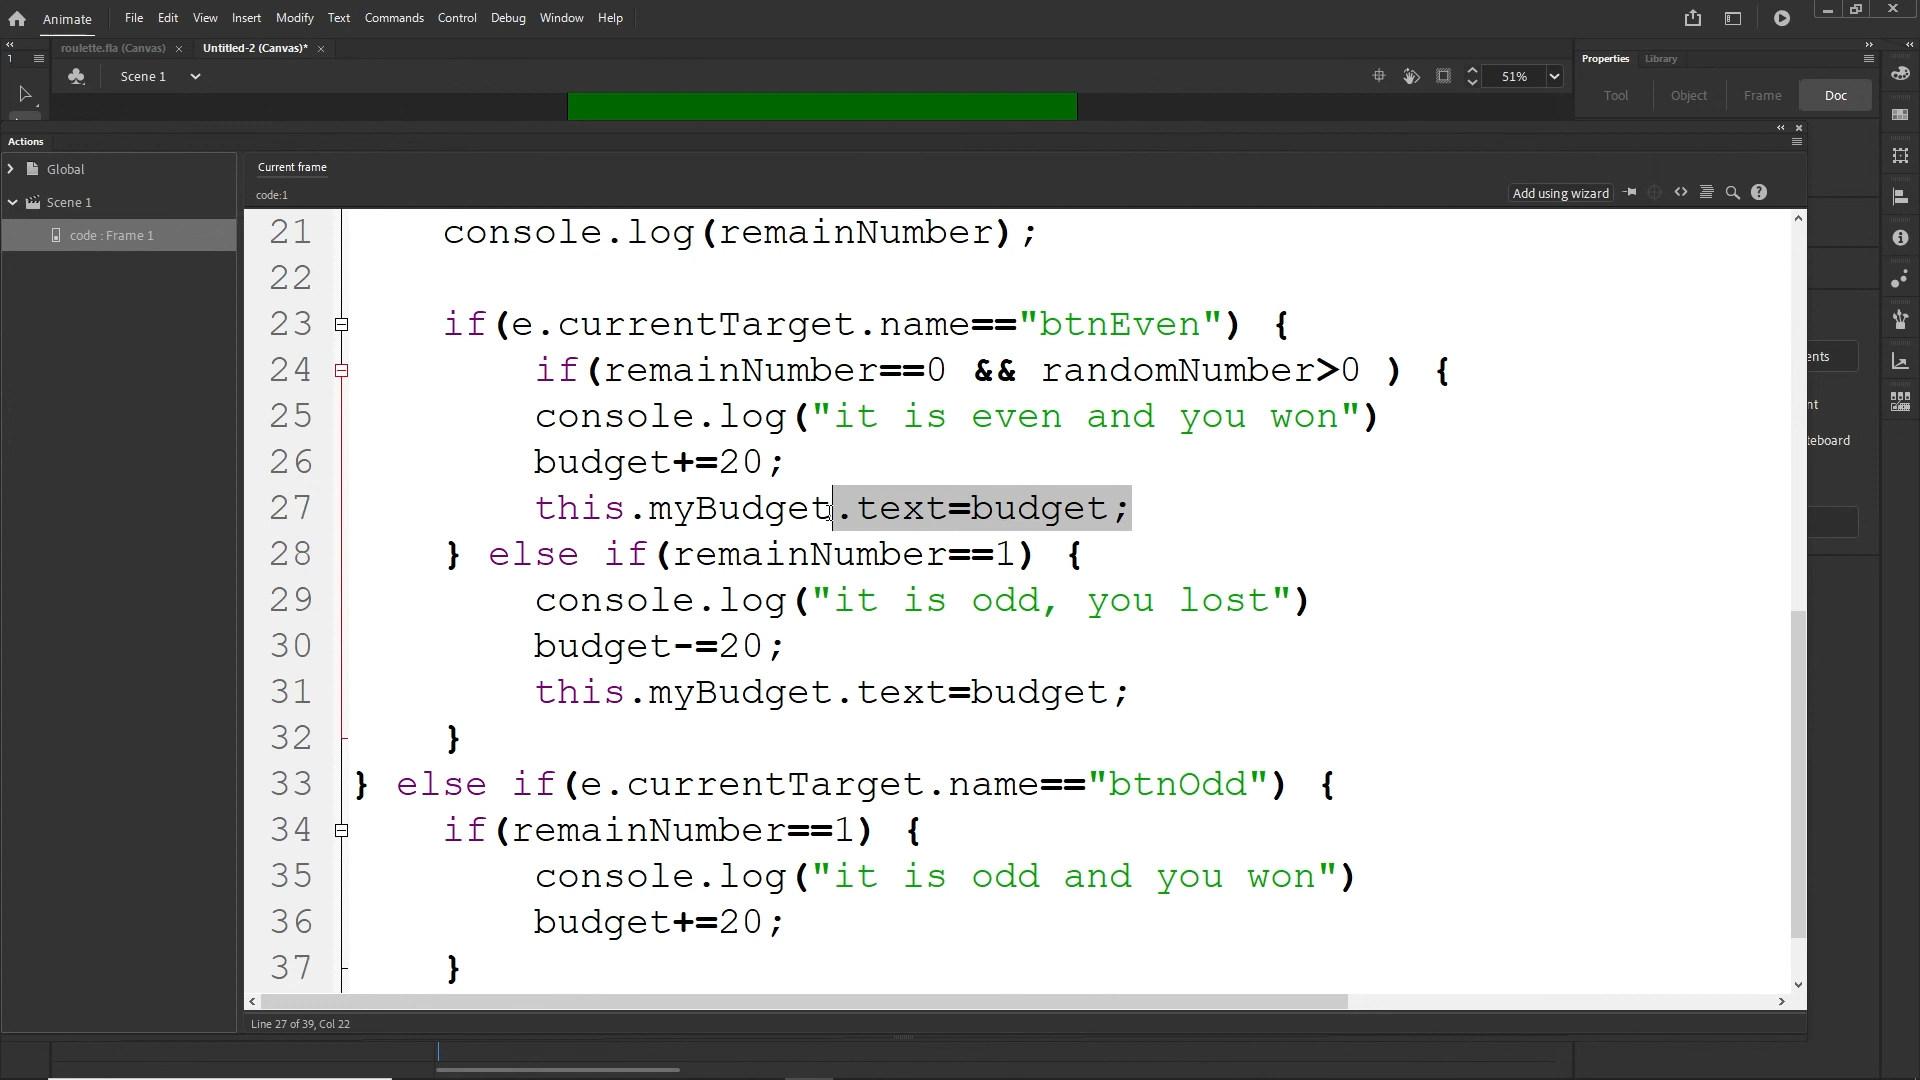 Animate File Edit View Insert Modify Text Commands Control Debug Window Help
roulette.fla (Canvas) × Untitled-2 (Canvas)* ×
Properties Library
Scene 1
51%
Tool Object Frame Doc
Actions
Global
Scene 1
code : Frame 1
Current frame
code:1
Add using wizard
21 console.log(remainNumber);
22
23 if(e.currentTarget.name=="btnEven") {
24 if(remainNumber==0 && randomNumber>0 ) {
25 console.log("it is even and you won")
26 budget+=20;
27 this.myBudget.text=budget;
28 } else if(remainNumber==1) {
29 console.log("it is odd, you lost")
30 budget-=20;
31 this.myBudget.text=budget;
32 }
33 } else if(e.currentTarget.name=="btnOdd") {
34 if(remainNumber==1) {
35 console.log("it is odd and you won")
36 budget+=20;
37 }
Line 27 of 39, Col 22
ents
nt
teboard